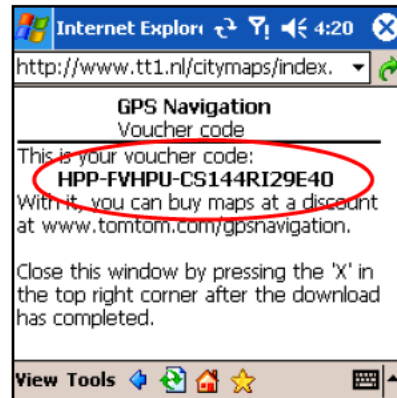 Internet Explor 4:20
http://www.tt1.nl/citymaps/index.
GPS Navigation
Voucher code
This is your voucher code:
HPP-FVHPU-CS144RI29E40
With it, you can buy maps at a discount
at www.tomtom.com/gpsnavigation.
Close this window by pressing the 'X' in
the top right corner after the download
has completed.
View Tools